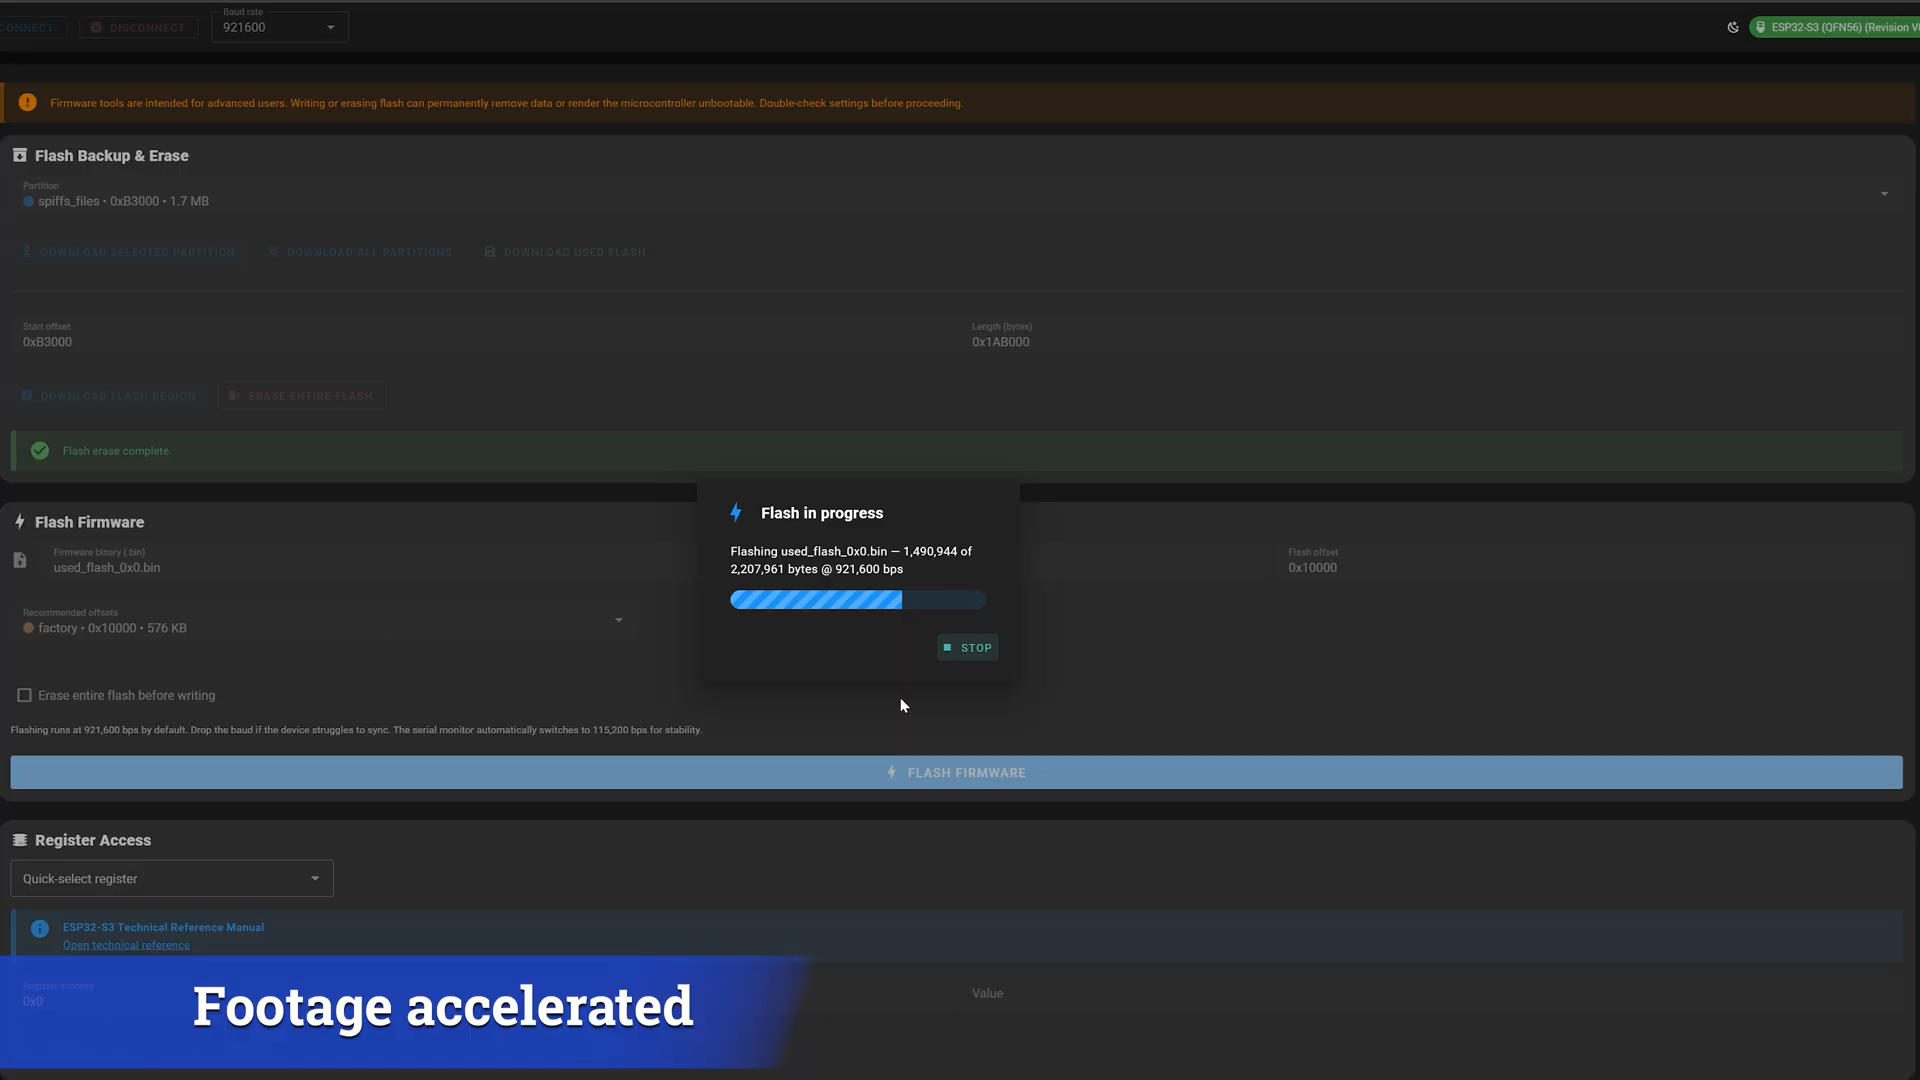 CONNECT
DISCONNECT
Baud rate
921600
ESP32-S3 (QFN56) (Revision
Firmware tools are intended for advanced users. Writing or erasing flash can permanently remove data or render the microcontroller unbootable. Double-check settings before proceeding.
Flash Backup & Erase
Partition
spiffs_files • 0xB3000 • 1.7 MB
DOWNLOAD SELECTED PARTITION
DOWNLOAD ALL PARTITIONS
DOWNLOAD USED FLASH
Start offset
0xB3000
Length (bytes)
0x1AB000
DOWNLOAD FLASH REGION
ERASE ENTIRE FLASH
Flash erase complete.
Flash Firmware
Firmware binary (.bin)
used_flash_0x0.bin
Flash offset
0x10000
Recommended offsets
factory • 0x10000 • 576 KB
Flash in progress
Flashing used_flash_0x0.bin — 1,490,944 of
2,207,961 bytes @ 921,600 bps
STOP
Erase entire flash before writing
Flashing runs at 921,600 bps by default. Drop the baud if the device struggles to sync. The serial monitor automatically switches to 115,200 bps for stability.
FLASH FIRMWARE
Register Access
Quick-select register
ESP32-S3 Technical Reference Manual
Open technical reference
Register address
0x0
Value
Footage accelerated